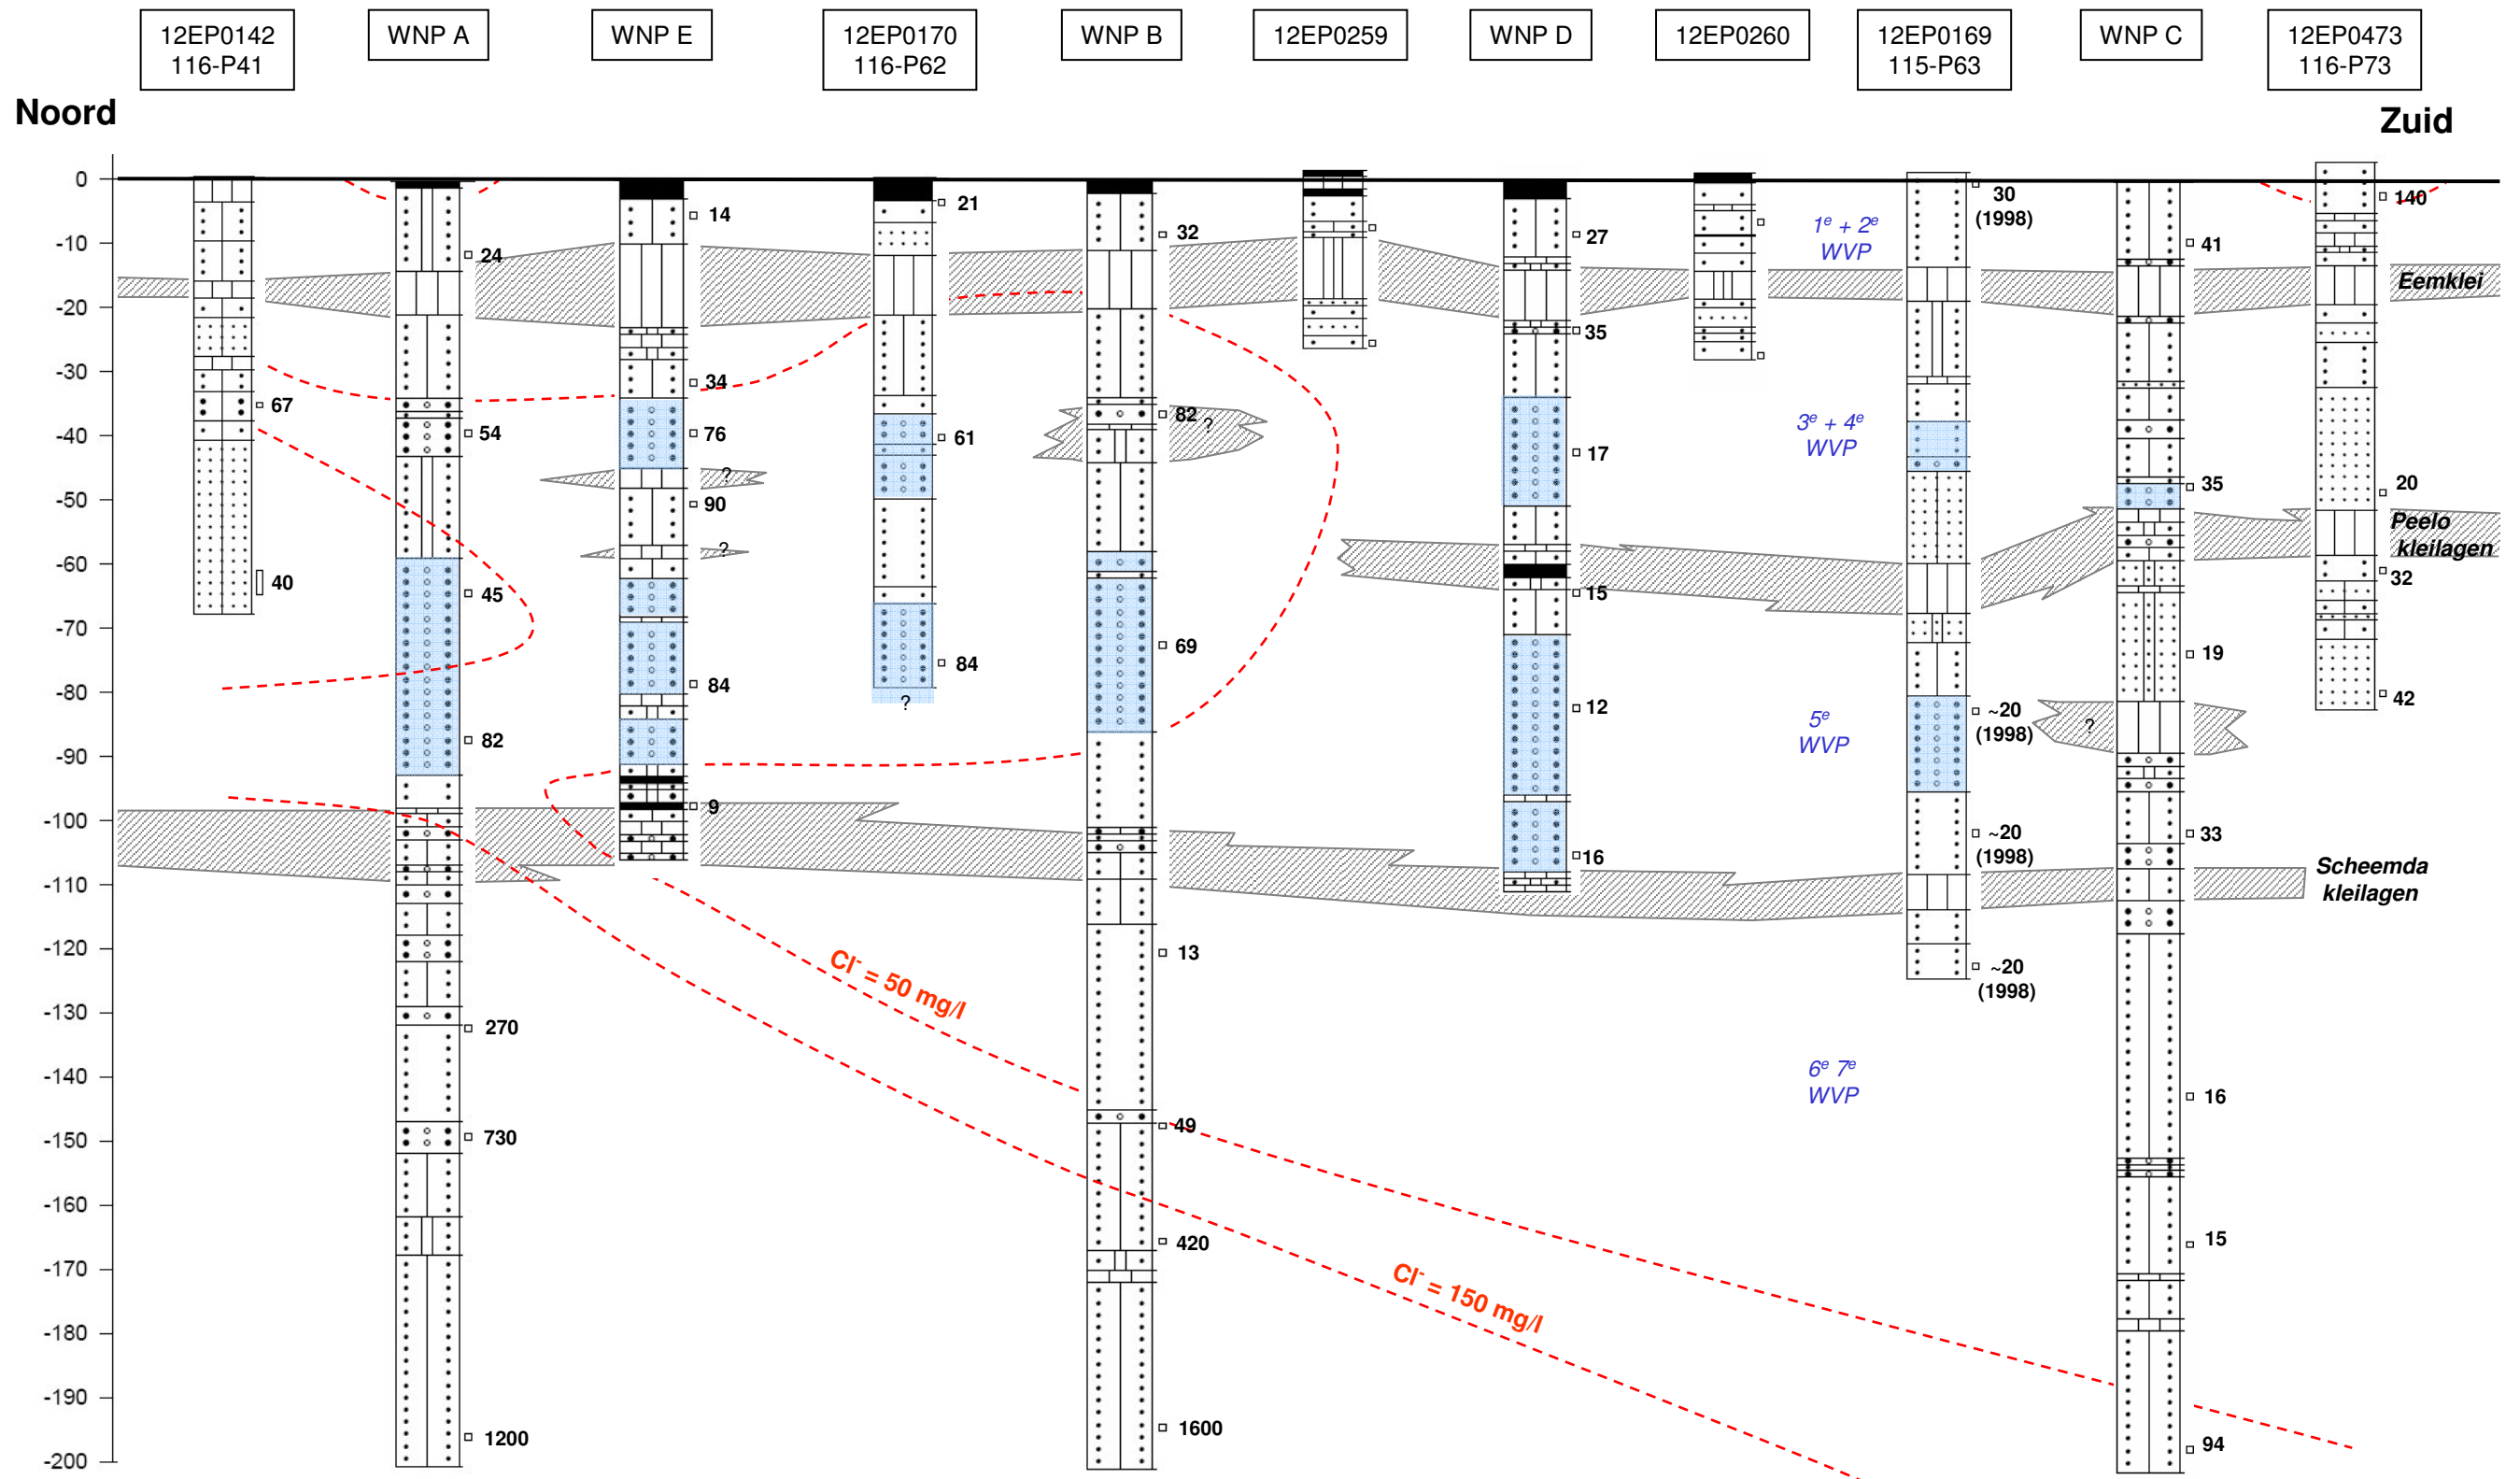 12EP0142
116-P41
WNP A
WNP E
12EP0170
116-P62
WNP B
12EP0259
WNP D
12EP0260
12EP0169
115-P63
WNP C
12EP0473
116-P73
Noord
Zuid
0
-10
-20
-30
-40
-50
-60
-70
-80
-90
-100
-110
-120
-130
-140
-150
-160
-170
-180
-190
-200
67
40
24
54
45
82
270
730
1200
14
34
76
?
90
?
84
9
21
61
84
?
32
82
?
69
13
49
420
1600
27
35
17
15
12
16
1e + 2e
WVP
3e + 4e
WVP
5e
WVP
6e 7e
WVP
30
(1998)
~20
(1998)
~20
(1998)
~20
(1998)
41
35
19
?
33
16
15
94
140
20
32
42
Eemklei
Peelo
kleilagen
Scheemda
kleilagen
Cl- = 50 mg/l
Cl- = 150 mg/l